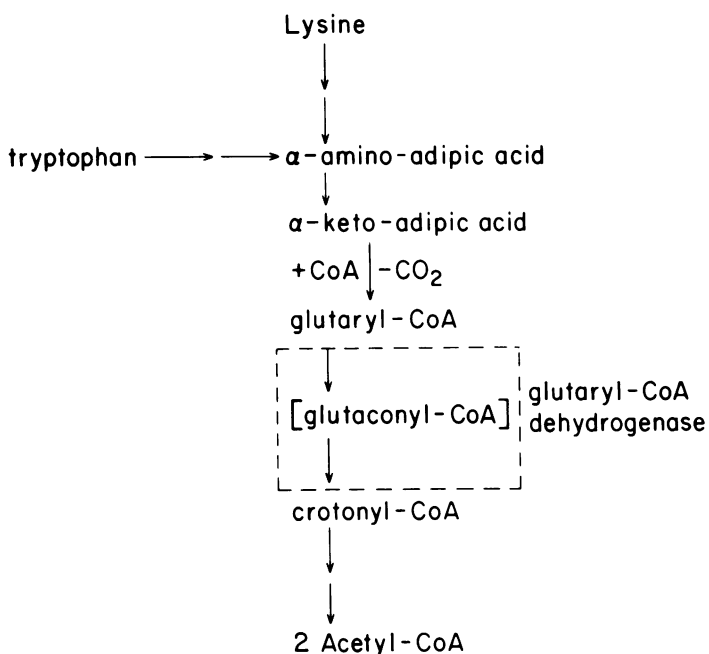 Lysine
tryptophan
α-amino-adipic acid
α-keto-adipic acid
+CoA
-CO2
glutaryl-CoA
[glutaconyl-CoA]
glutaryl-CoA
dehydrogenase
crotonyl-CoA
2 Acetyl-CoA